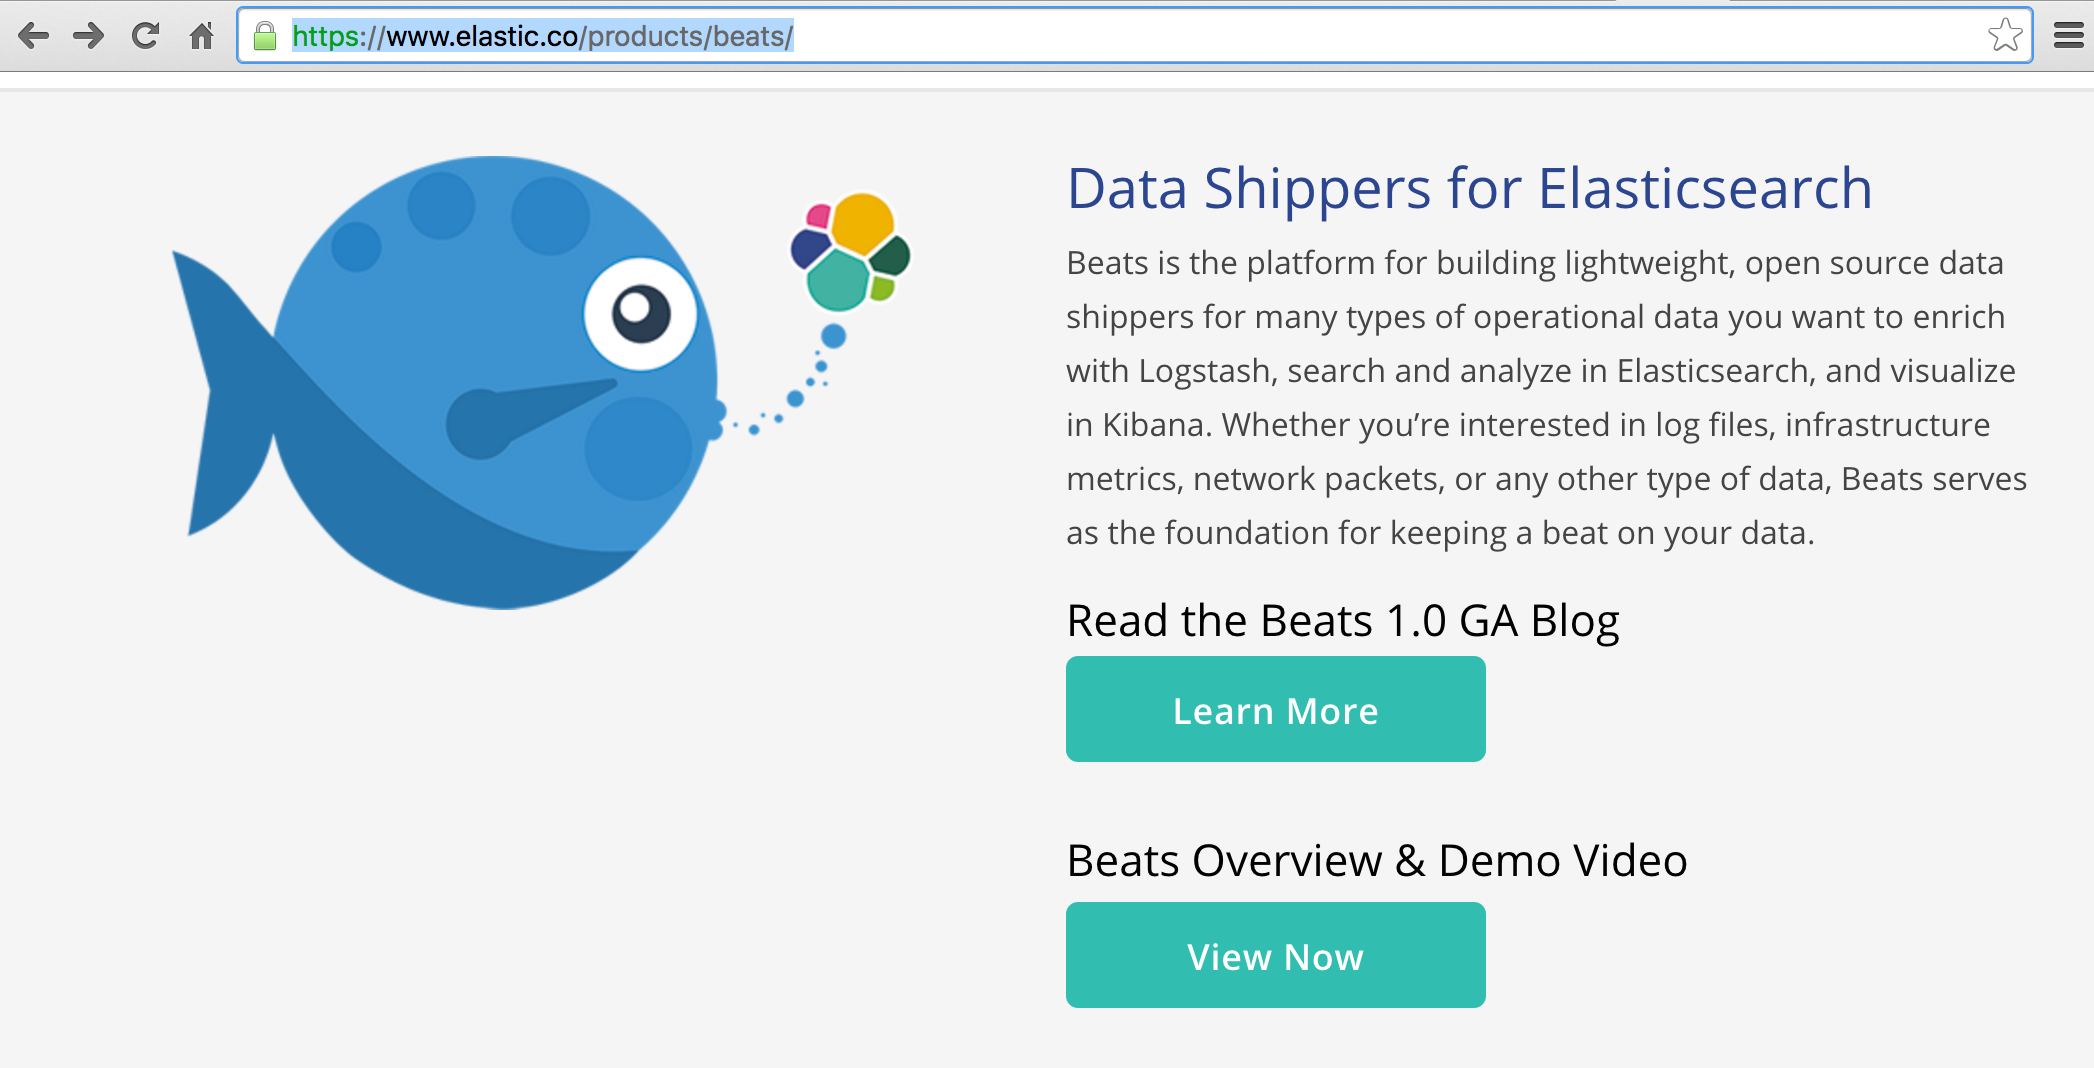 https://www.elastic.co/products/beats/
Data Shippers for Elasticsearch
Beats is the platform for building lightweight, open source data
shippers for many types of operational data you want to enrich
with Logstash, search and analyze in Elasticsearch, and visualize
in Kibana. Whether you’re interested in log files, infrastructure
metrics, network packets, or any other type of data, Beats serves
as the foundation for keeping a beat on your data.
Read the Beats 1.0 GA Blog
Learn More
Beats Overview & Demo Video
View Now